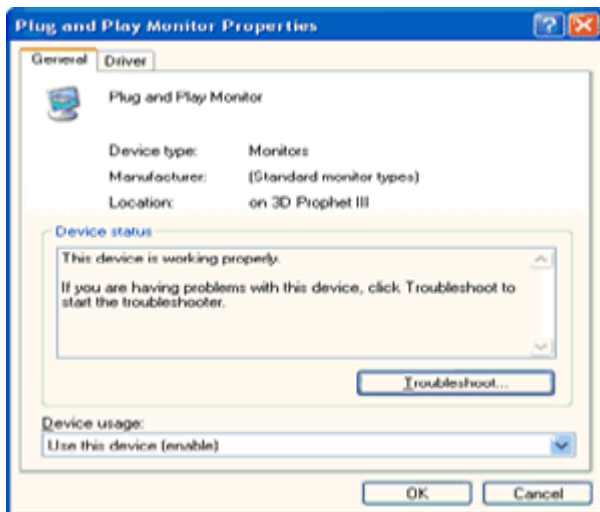 Plug and Play Monitor Properties
General Driver
Plug and Play Monitor
Device type: Monitors
Manufacturer: (Standard monitor types)
Location: on 3D Prophet III
Device status
This device is working properly.
If you are having problems with this device, click Troubleshoot to
start the troubleshooter.
Troubleshoot...
Device usage:
Use this device (enable)
OK Cancel